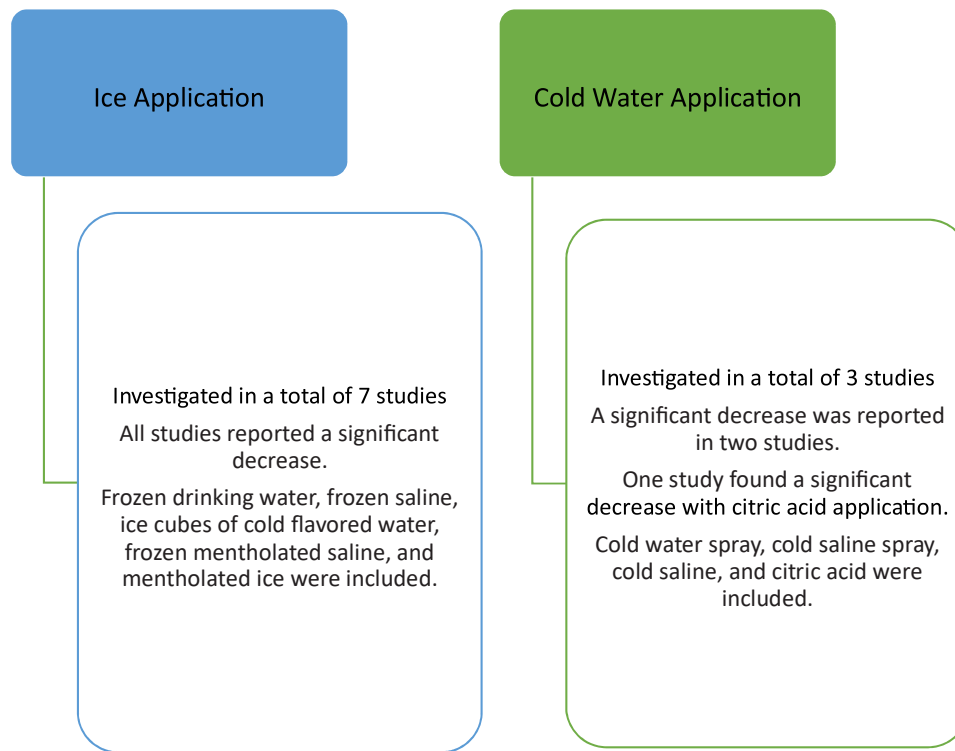 Ice Application
Investigated in a total of 7 studies
All studies reported a significant
decrease.
Frozen drinking water, frozen saline,
ice cubes of cold flavored water,
frozen mentholated saline, and
mentholated ice were included.
Cold Water Application
Investigated in a total of 3 studies
A significant decrease was reported
in two studies.
One study found a significant
decrease with citric acid application.
Cold water spray, cold saline spray,
cold saline, and citric acid were
included.